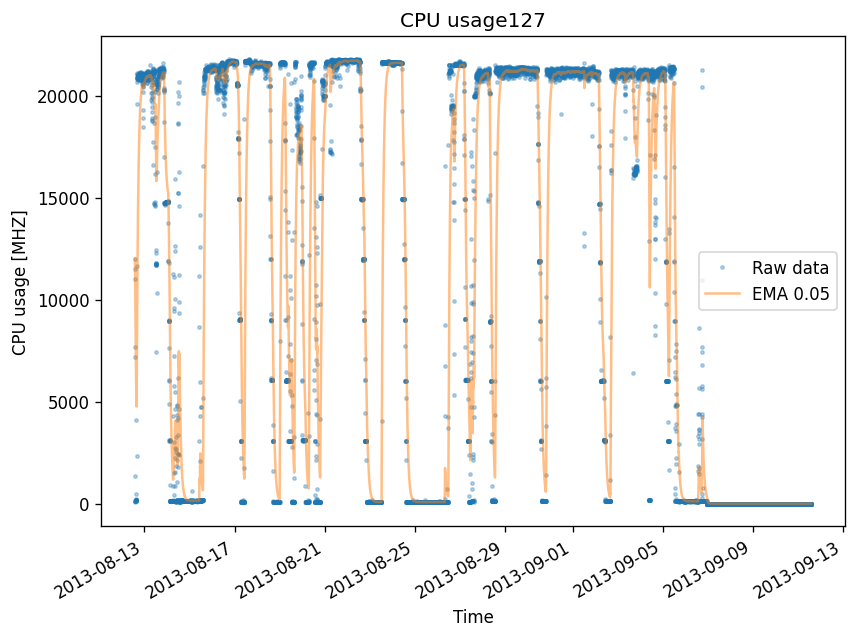 CPU usage127
CPU usage [MHZ]
20000
15000
10000
5000
0
Raw data
EMA 0.05
2013-08-13
2013-08-17
2013-08-21
2013-08-25
2013-08-29
2013-09-01
2013-09-05
2013-09-09
2013-09-13
Time